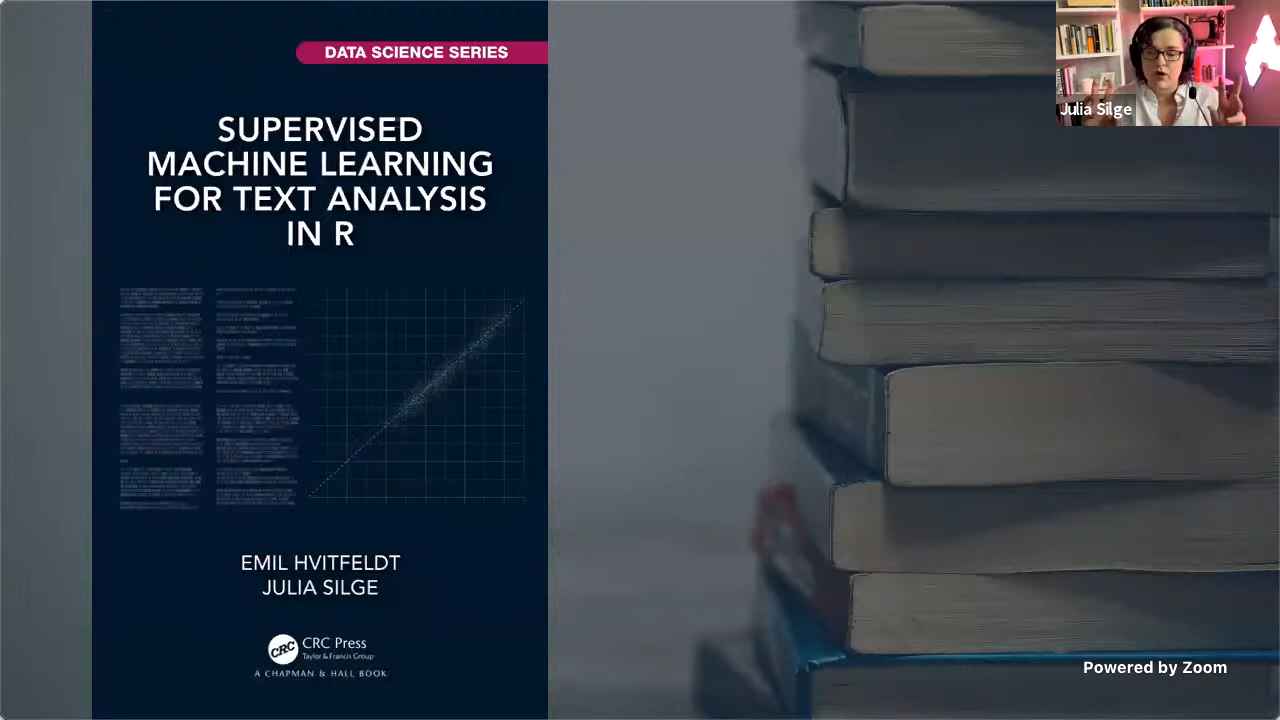 DATA SCIENCE SERIES
SUPERVISED
MACHINE LEARNING
FOR TEXT ANALYSIS
IN R
EMIL HVITFELDT
JULIA SILGE
CRC
CRC Press
Taylor & Francis Group
A CHAPMAN & HALL BOOK
Julia Silge
Powered by Zoom